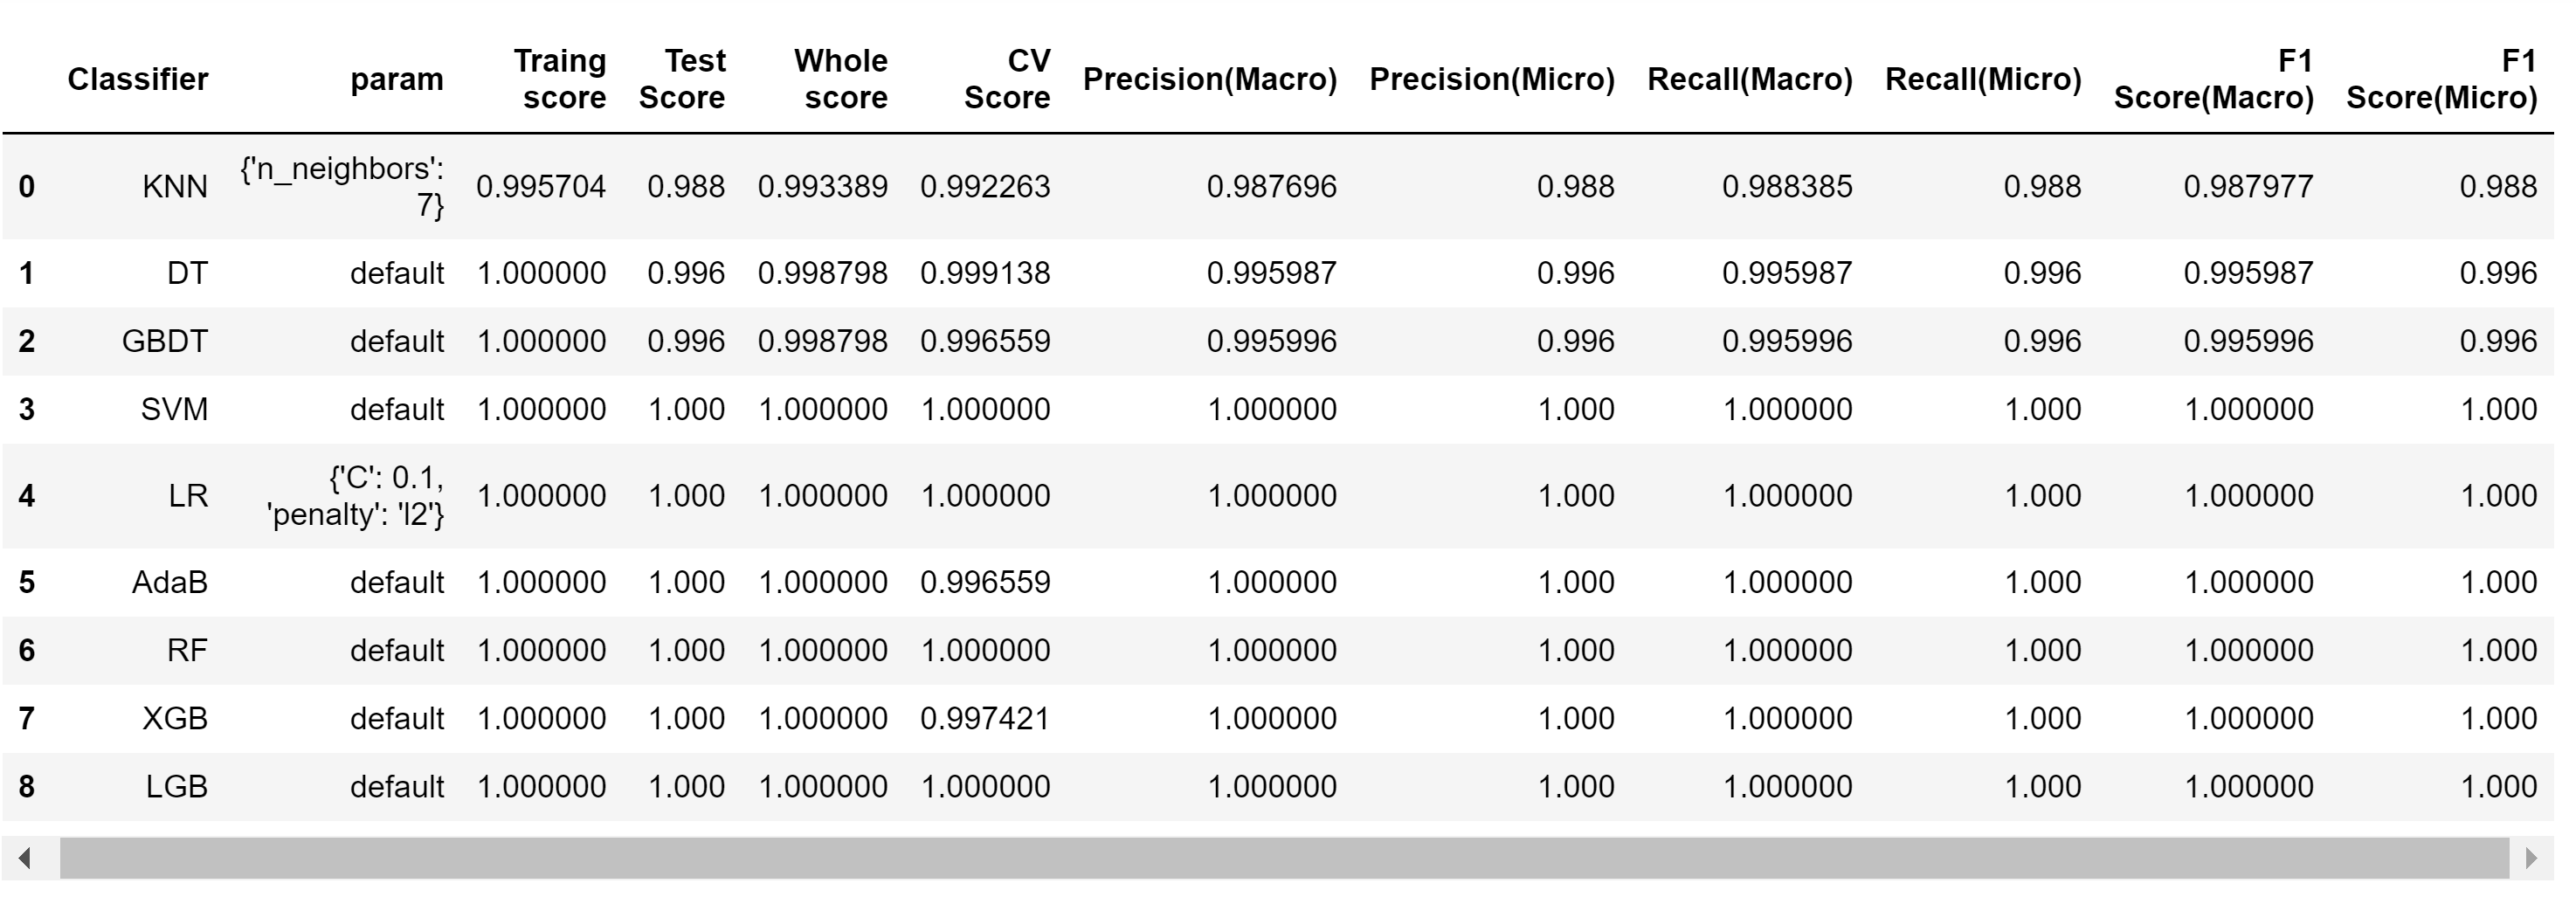 Classifier param Traing score Test Score Whole score CV Score Precision(Macro) Precision(Micro) Recall(Macro) Recall(Micro) F1 Score(Macro) F1 Score(Micro)
0 KNN {'n_neighbors': 7} 0.995704 0.988 0.993389 0.992263 0.987696 0.988 0.988385 0.988 0.987977 0.988
1 DT default 1.000000 0.996 0.998798 0.999138 0.995987 0.996 0.995987 0.996 0.995987 0.996
2 GBDT default 1.000000 0.996 0.998798 0.996559 0.995996 0.996 0.995996 0.996 0.995996 0.996
3 SVM default 1.000000 1.000 1.000000 1.000000 1.000000 1.000 1.000000 1.000 1.000000 1.000
4 LR {'C': 0.1, 'penalty': 'l2'} 1.000000 1.000 1.000000 1.000000 1.000000 1.000 1.000000 1.000 1.000000 1.000
5 AdaB default 1.000000 1.000 1.000000 0.996559 1.000000 1.000 1.000000 1.000 1.000000 1.000
6 RF default 1.000000 1.000 1.000000 1.000000 1.000000 1.000 1.000000 1.000 1.000000 1.000
7 XGB default 1.000000 1.000 1.000000 0.997421 1.000000 1.000 1.000000 1.000 1.000000 1.000
8 LGB default 1.000000 1.000 1.000000 1.000000 1.000000 1.000 1.000000 1.000 1.000000 1.000